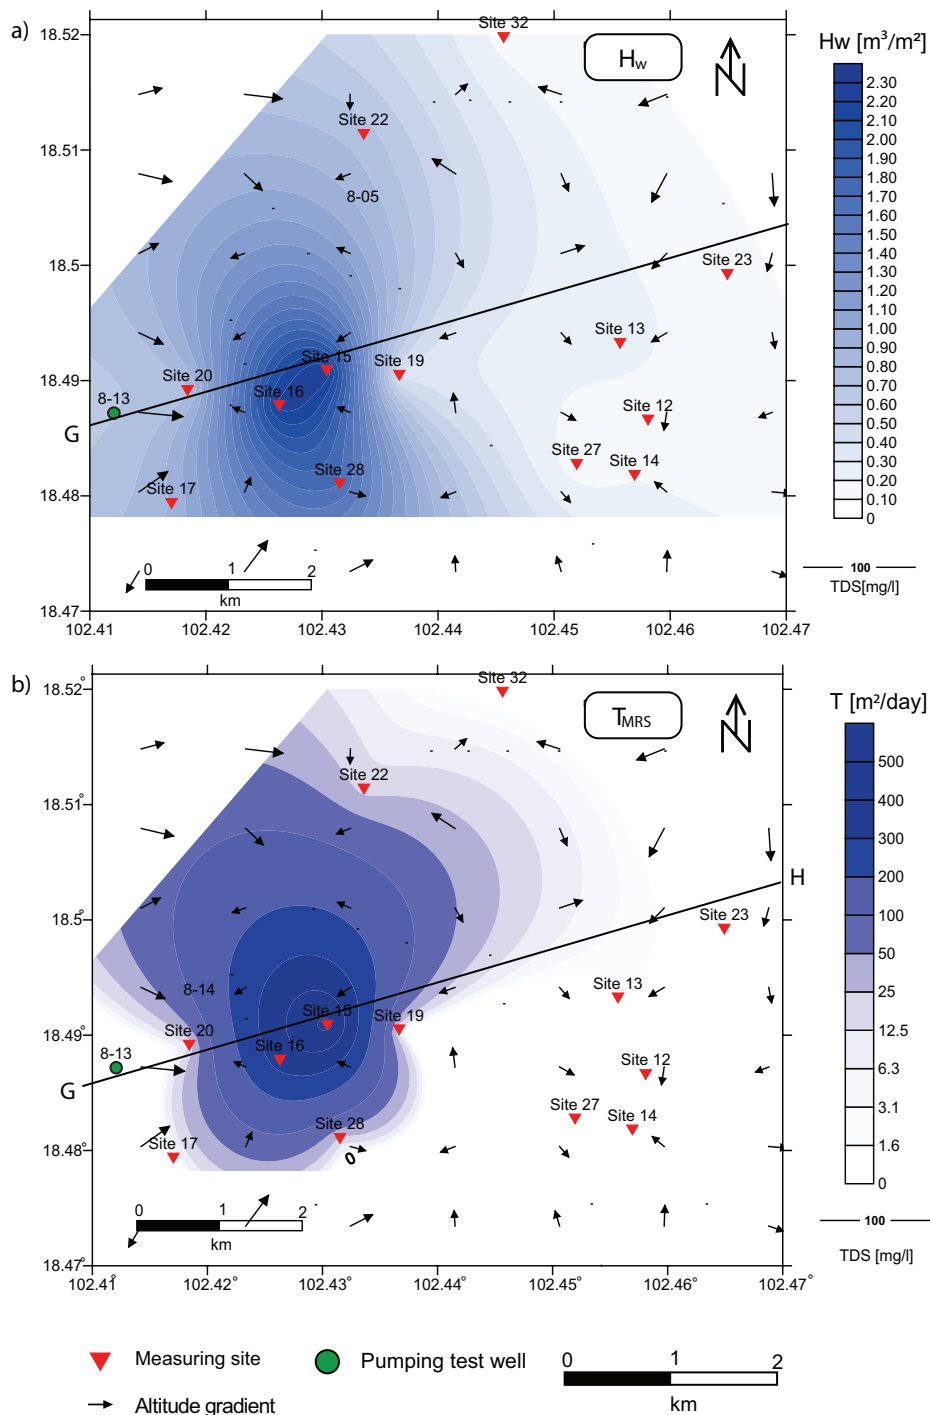 a)
Site 32
18.52
Hw
N
Hw [m³/m²]
2.30
2.20
2.10
2.00
1.90
1.80
1.70
1.60
1.50
1.40
1.30
1.20
1.10
1.00
0.90
0.80
0.70
0.60
0.50
0.40
0.30
0.20
0.10
0
100
TDS[mg/l]
Site 22
18.51
8-05
18.5
Site 23
Site 13
Site 15
Site 19
18.49
Site 20
Site 16
8-13
G
Site 12
Site 27
Site 14
Site 28
Site 17
18.48
0 1 2
km
18.47
102.41 102.42 102.43 102.44 102.45 102.46 102.47
b)
Site 32
18.52°
TMRS
N
T [m²/day]
500
400
300
200
100
50
25
12.5
6.3
3.1
1.6
0
100
TDS [mg/l]
Site 22
18.51°
H
18.5°
Site 23
8-14
Site 13
Site 15
Site 19
18.49°
Site 20
Site 16
8-13
G
Site 12
Site 27
Site 14
Site 28
0
Site 17
18.48°
0 1 2
km
18.47°
102.41° 102.42° 102.43° 102.44° 102.45° 102.46° 102.47°
Measuring site
Pumping test well
Altitude gradient
0 1 2
km